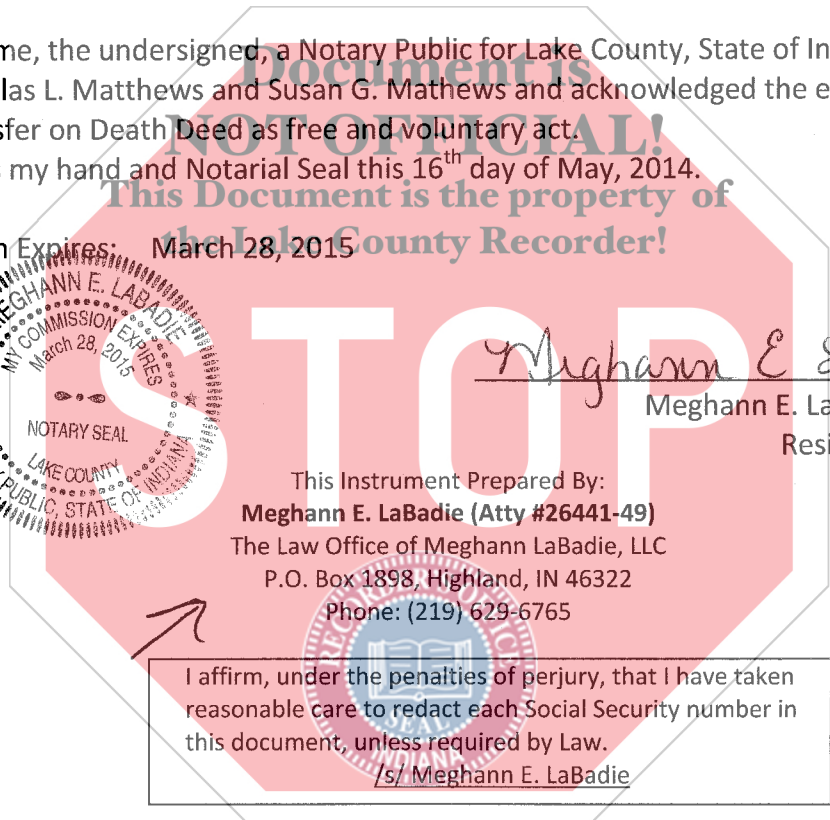 me, the undersigned, a Notary Public for Lake County, State of In
las L. Matthews and Susan G. Mathews and acknowledged the e
sfer on Death Deed as free and voluntary act.
s my hand and Notarial Seal this 16th day of May, 2014.
Document is
NOT OFFICIAL!
This Document is the property of
the Lake County Recorder!
n Expires: March 28, 2015
MEGHANN E. LABADIE
MY COMMISSION EXPIRES
March 28, 2015
NOTARY SEAL
LAKE COUNTY
PUBLIC, STATE OF INDIANA
STOP
Meghann E
Meghann E. La
Resi
This Instrument Prepared By:
Meghann E. LaBadie (Atty #26441-49)
The Law Office of Meghann LaBadie, LLC
P.O. Box 1898, Highland, IN 46322
Phone: (219) 629-6765
RECORDER'S OFFICE
SEAL
INDIANA
I affirm, under the penalties of perjury, that I have taken
reasonable care to redact each Social Security number in
this document, unless required by Law.
/s/ Meghann E. LaBadie